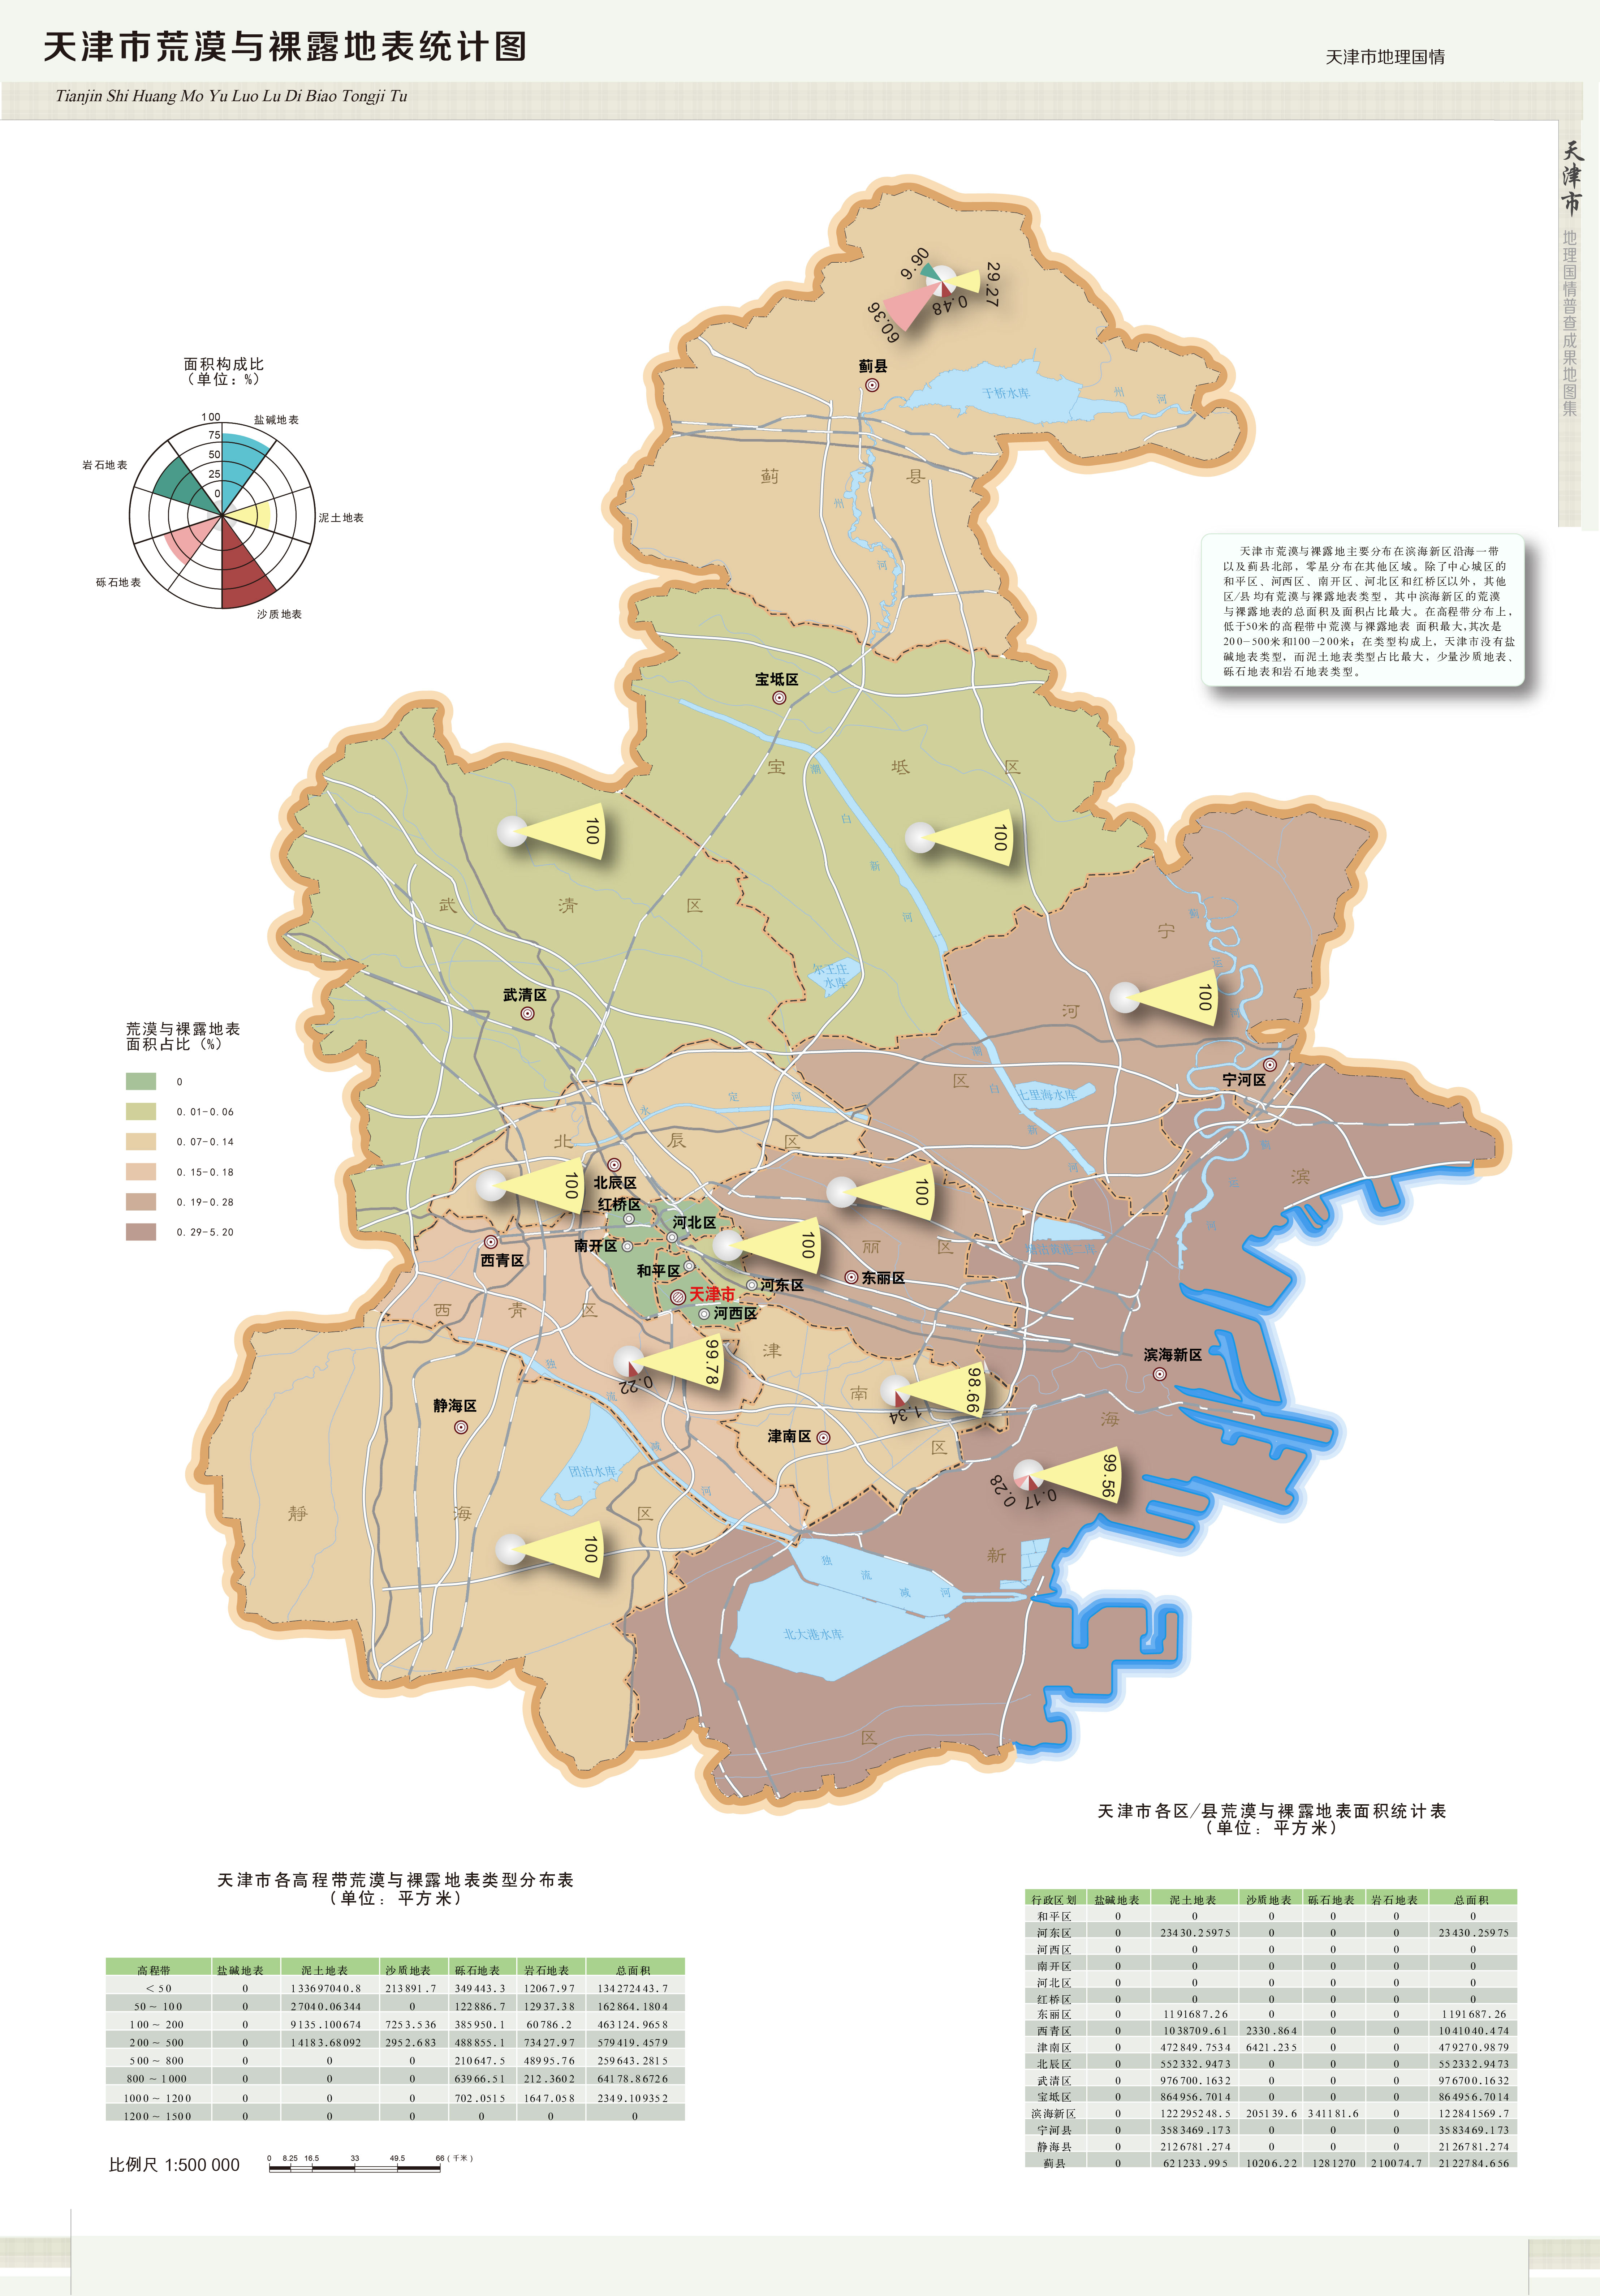 天津市荒漠与裸露地表统计图
天津市地理国情
Tianjin Shi Huang Mo Yu Luo Lu Di Biao Tongji Tu
天津市
地理国情普查成果地图集
面积构成比
（单位：%）
100
75
50
25
0
盐碱地表
泥土地表
沙质地表
砾石地表
岩石地表
天津市荒漠与裸露地主要分布在滨海新区沿海一带
以及蓟县北部，零星分布在其他区域。除了中心城区的
和平区、河西区、南开区、河北区和红桥区以外，其他
区/县均有荒漠与裸露地表类型，其中滨海新区的荒漠
与裸露地表的总面积及面积占比最大。在高程带分布上，
低于50米的高程带中荒漠与裸露地表 面积最大,其次是
200-500米和100-200米；在类型构成上，天津市没有盐
碱地表类型，而泥土地表类型占比最大，少量沙质地表、
砾石地表和岩石地表类型。
9.90
29.27
0.48
60.36
蓟县
于桥水库
州 河
蓟 县
州 河
宝坻区
宝 坻 区
潮 白 新 河
100
100
武 清 区
武清区
尔王庄
水库
宁 河 区
蓟 运 河
100
宁河区
潮 白 新 河
七里海水库
荒漠与裸露地表
面积占比（%）
0
0.01-0.06
0.07-0.14
0.15-0.18
0.19-0.28
0.29-5.20
永 定 河
北 辰 区
100
北辰区
红桥区
河北区
100
100
丽 区
蓟 运 河
滨 海 新 区
西青区
南开区
和平区
天津市
河东区
河西区
东丽区
西 青 区
99.78
0.22
津 南 区
98.66
1.34
津南区
滨海新区
99.56
0.17
0.28
静海区
独 流 减 河
团泊水库
静 海 区
100
独 流 减 河
北大港水库
天津市各区/县荒漠与裸露地表面积统计表
（单位：平方米）
行政区划 盐碱地表 泥土地表 沙质地表 砾石地表 岩石地表 总面积
和平区 0 0 0 0 0 0
河东区 0 23430.25975 0 0 0 23430.25975
河西区 0 0 0 0 0 0
南开区 0 0 0 0 0 0
河北区 0 0 0 0 0 0
红桥区 0 0 0 0 0 0
东丽区 0 1191687.26 0 0 0 1191687.26
西青区 0 1038709.61 2330.864 0 0 1041040.474
津南区 0 472849.7534 6421.235 0 0 479270.9879
北辰区 0 552332.9473 0 0 0 552332.9473
武清区 0 976700.1632 0 0 0 976700.1632
宝坻区 0 864956.7014 0 0 0 864956.7014
滨海新区 0 122295248.5 205139.6 341181.6 0 122841569.7
宁河县 0 3583469.173 0 0 0 3583469.173
静海县 0 2126781.274 0 0 0 2126781.274
蓟县 0 621233.995 10206.22 1281270 210074.7 2122784.656
天津市各高程带荒漠与裸露地表类型分布表
（单位：平方米）
高程带 盐碱地表 泥土地表 沙质地表 砾石地表 岩石地表 总面积
＜50 0 133697040.8 213891.7 349443.3 12067.97 134272443.7
50～100 0 27040.06344 0 122886.7 12937.38 162864.1804
100～200 0 9135.100674 7253.536 385950.1 60786.2 463124.9658
200～500 0 14183.68092 2952.683 488855.1 73427.97 579419.4579
500～800 0 0 0 210647.5 48995.76 259643.2815
800～1000 0 0 0 63966.51 212.3602 64178.86726
1000～1200 0 0 0 702.0515 1647.058 2349.109352
1200～1500 0 0 0 0 0 0
比例尺 1:500 000
0 8.25 16.5 33 49.5 66 (千米)